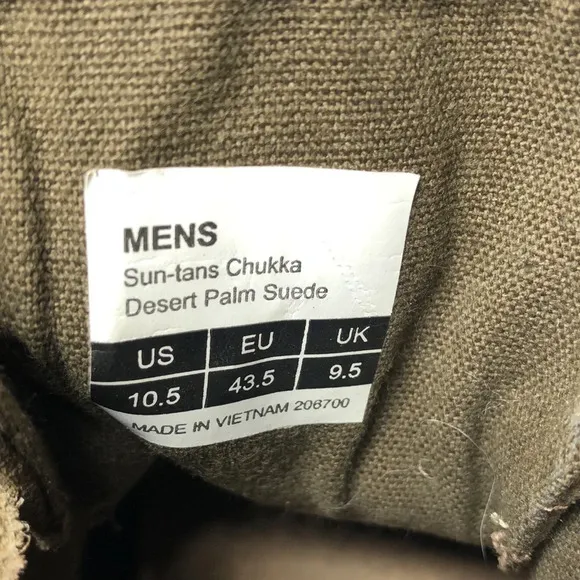 MENS
Sun-tans Chukka
Desert Palm Suede
US EU UK
10.5 43.5 9.5
MADE IN VIETNAM 206700